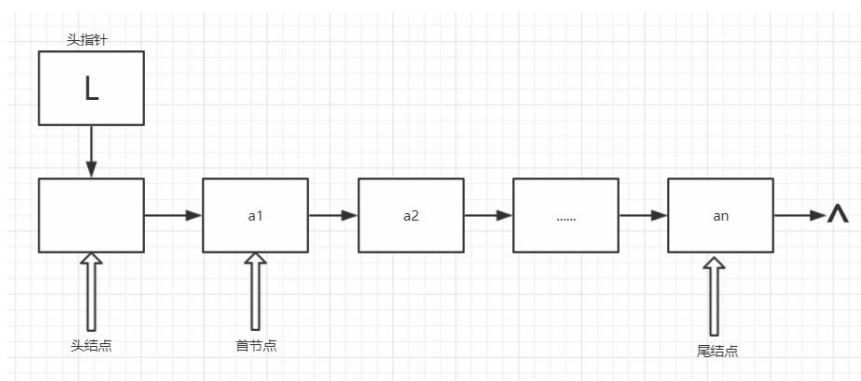 头指针
L
a1
a2
......
an
∧
头结点
首节点
尾结点